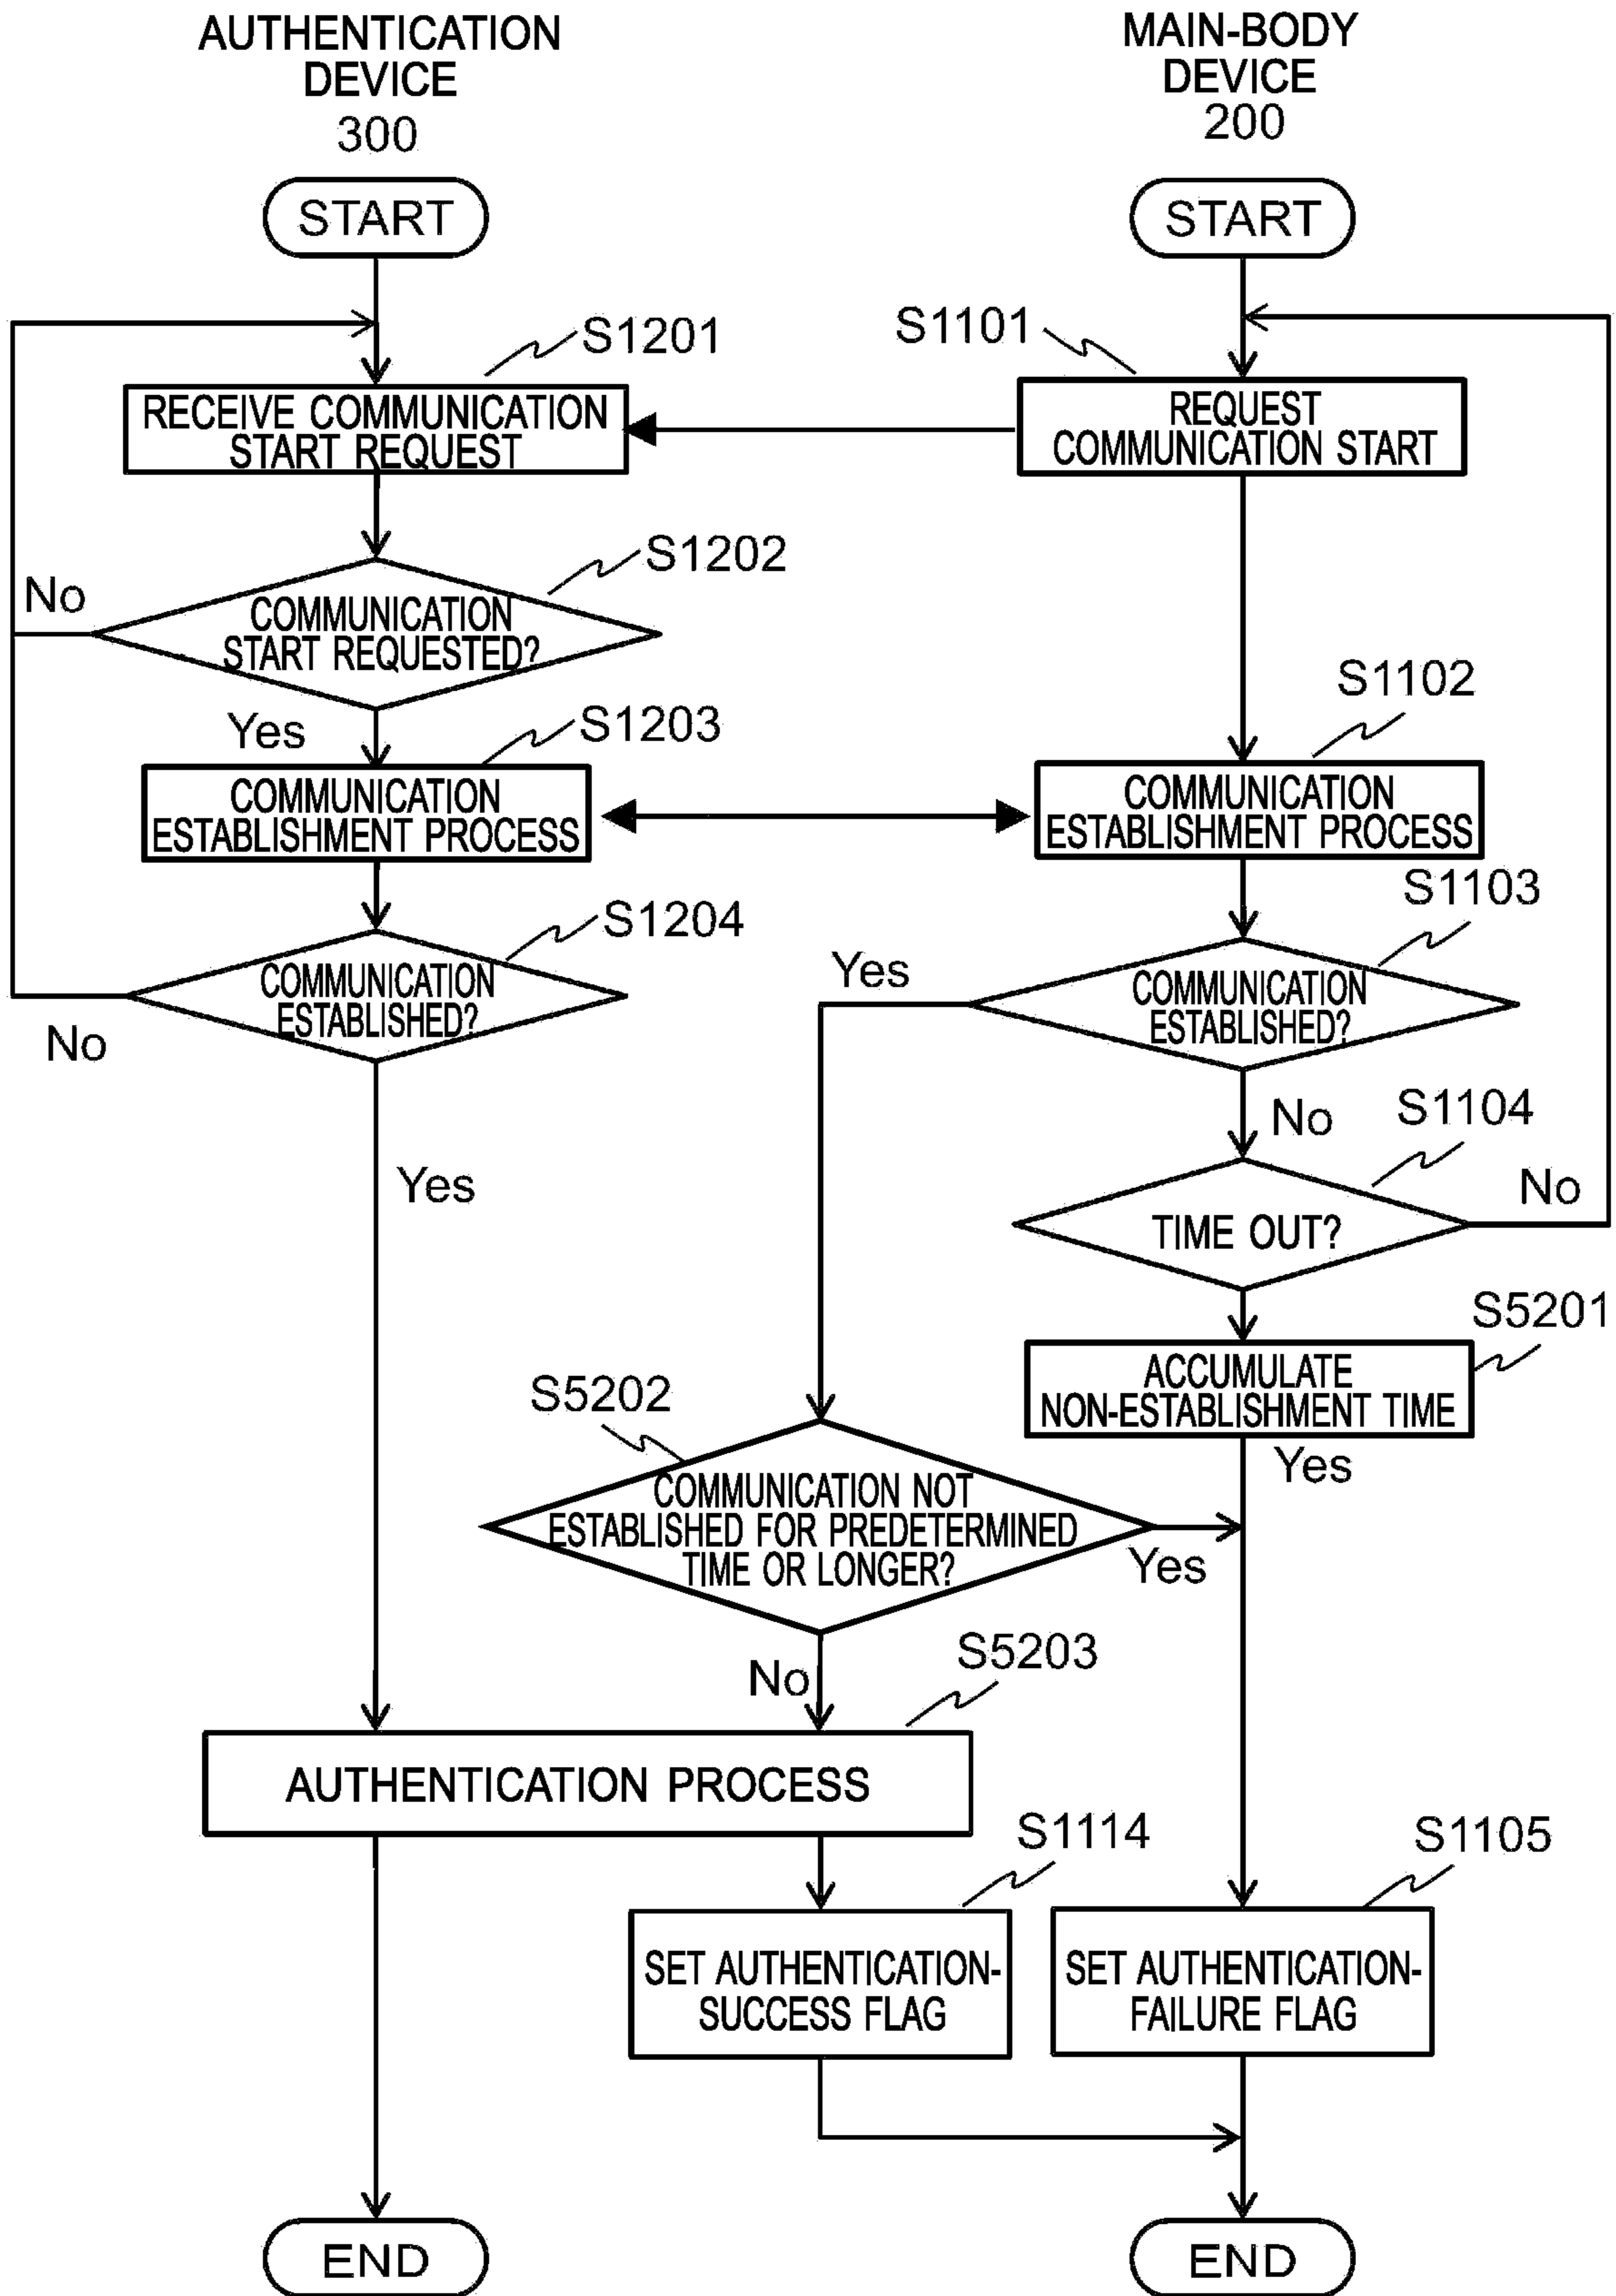 AUTHENTICATION
DEVICE
300
MAIN-BODY
DEVICE
200
START
START
S1201
S1101
RECEIVE COMMUNICATION
START REQUEST
REQUEST
COMMUNICATION START
S1202
No
COMMUNICATION
START REQUESTED?
S1102
Yes
S1203
COMMUNICATION
ESTABLISHMENT PROCESS
COMMUNICATION
ESTABLISHMENT PROCESS
S1103
S1204
Yes
COMMUNICATION
ESTABLISHED?
COMMUNICATION
ESTABLISHED?
No
No
S1104
Yes
No
TIME OUT?
S5201
ACCUMULATE
NON-ESTABLISHMENT TIME
S5202
Yes
COMMUNICATION NOT
ESTABLISHED FOR PREDETERMINED
TIME OR LONGER?
Yes
S5203
No
AUTHENTICATION PROCESS
S1114
S1105
SET AUTHENTICATION-
SUCCESS FLAG
SET AUTHENTICATION-
FAILURE FLAG
END
END